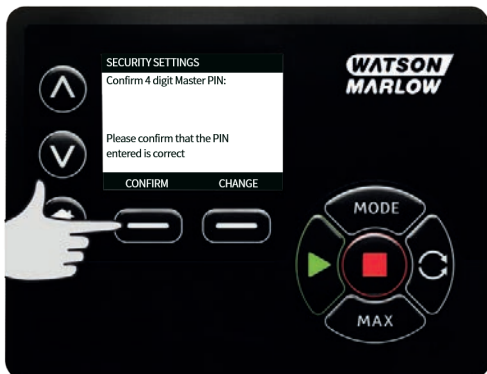 SECURITY SETTINGS
Confirm 4 digit Master PIN:
Please confirm that the PIN
entered is correct
CONFIRM CHANGE
WATSON
MARLOW
MODE
MAX